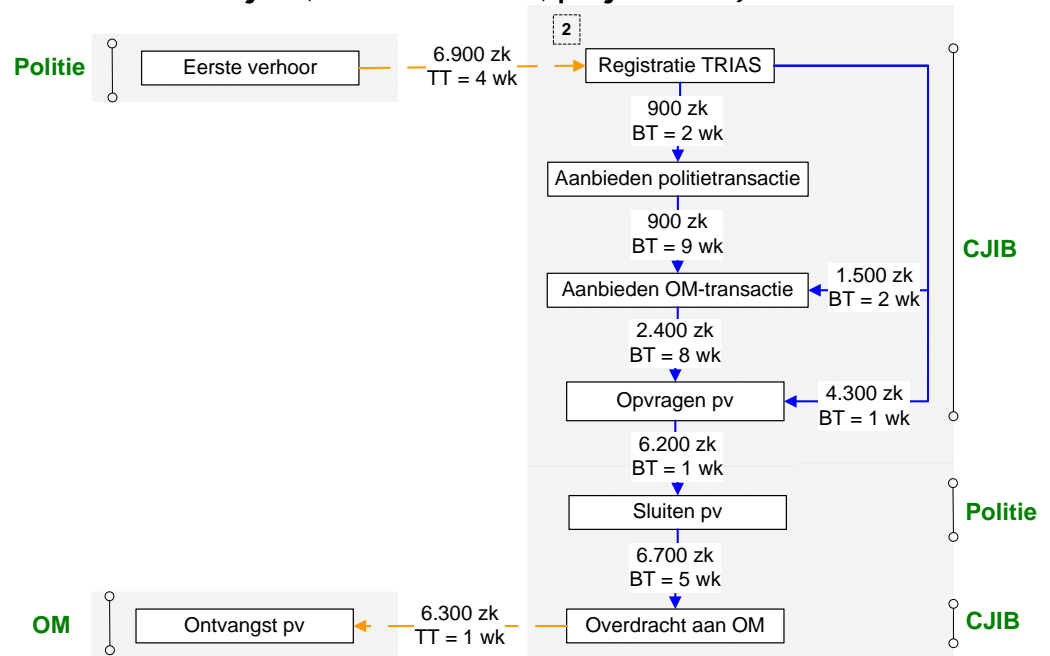 2
Politie
Eerste verhoor
6.900 zk
TT = 4 wk
Registratie TRIAS
900 zk
BT = 2 wk
Aanbieden politietransactie
900 zk
BT = 9 wk
CJIB
Aanbieden OM-transactie
1.500 zk
BT = 2 wk
2.400 zk
BT = 8 wk
Opvragen pv
4.300 zk
BT = 1 wk
6.200 zk
BT = 1 wk
Sluiten pv
Politie
6.700 zk
BT = 5 wk
OM
Ontvangst pv
6.300 zk
TT = 1 wk
Overdracht aan OM
CJIB